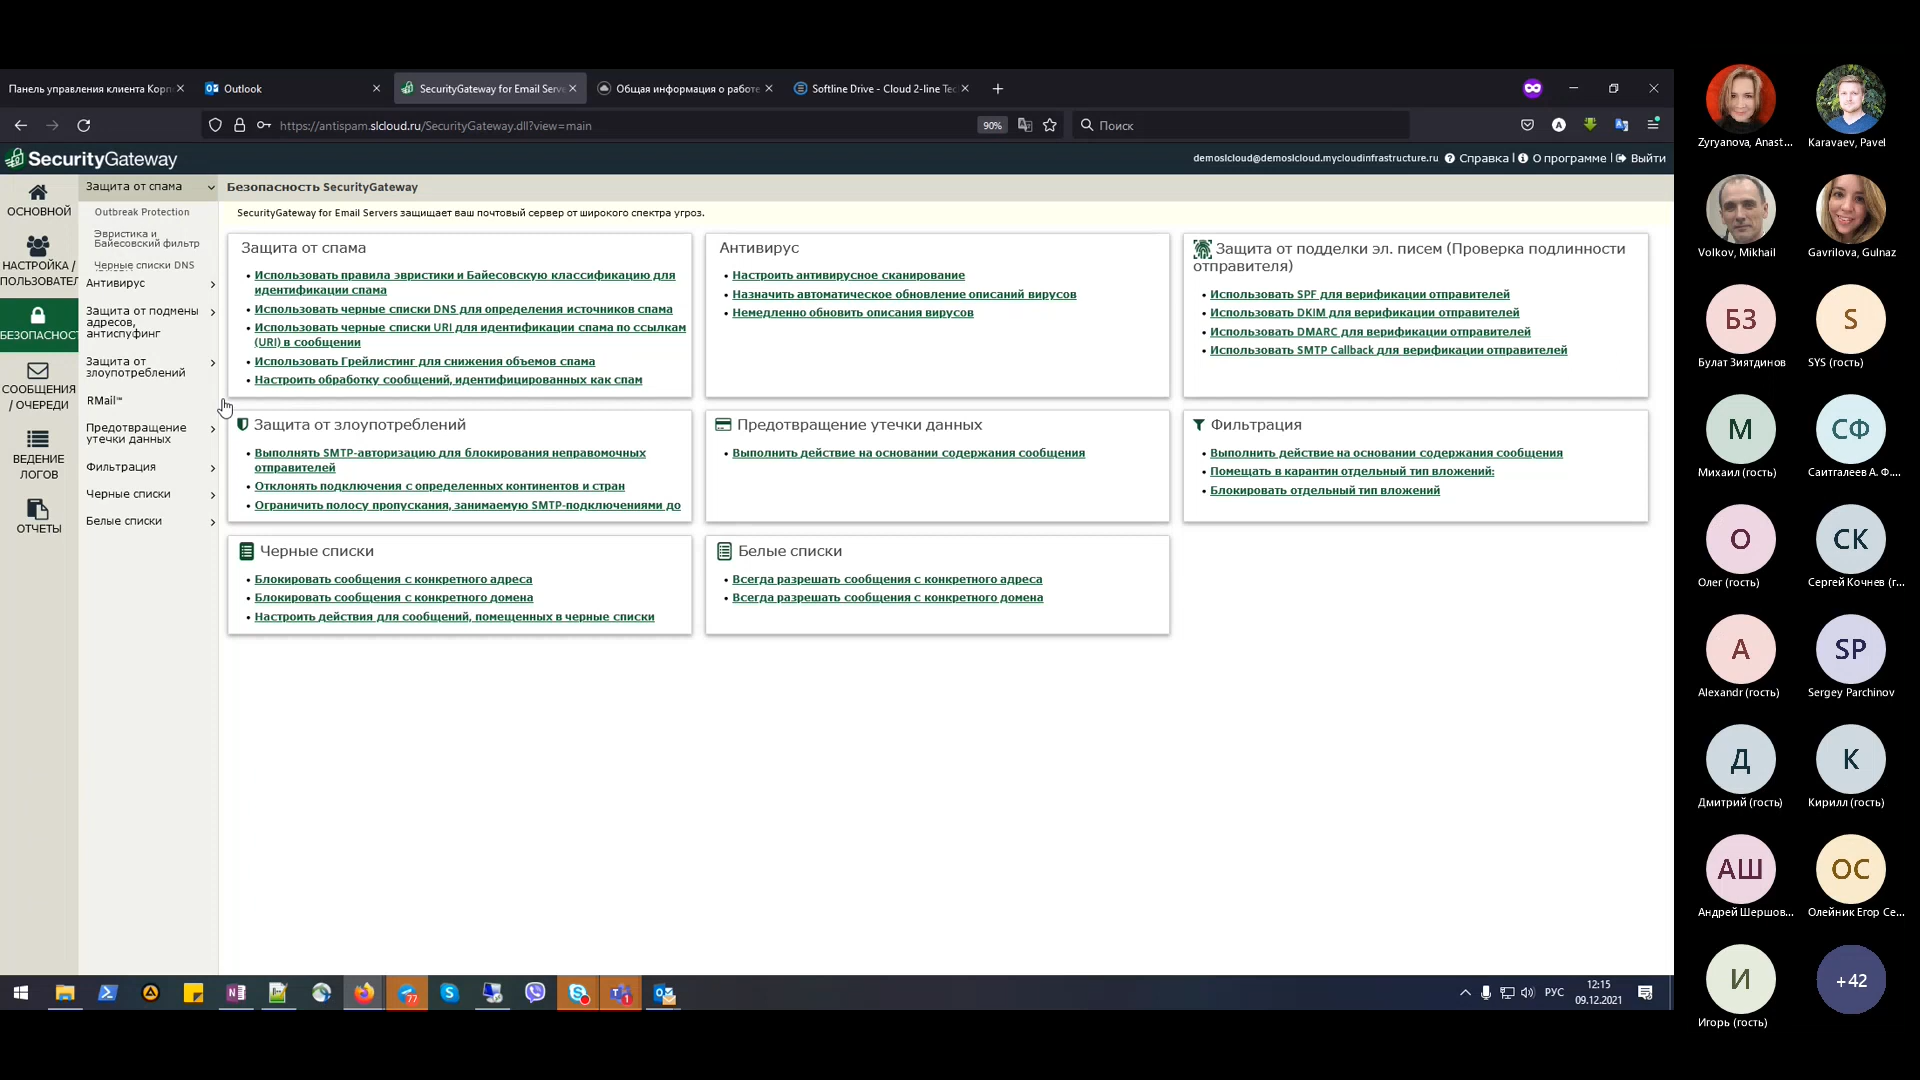 Панель управления клиента Корп
Outlook
SecurityGateway for Email Serve
Общая информация о работе
Softline Drive - Cloud 2-line Tec
https://antispam.slcloud.ru/SecurityGateway.dll?view=main
90%
Поиск
SecurityGateway
demoslcloud@demoslcloud.mycloudinfrastructure.ru
Справка |
О программе |
Выйти
ОСНОВНОЙ
НАСТРОЙКА /
ПОЛЬЗОВАТЕЛ
БЕЗОПАСНОСТ
СООБЩЕНИЯ
/ ОЧЕРЕДИ
ВЕДЕНИЕ
ЛОГОВ
ОТЧЕТЫ
Защита от спама
Outbreak Protection
Эвристика и
Байесовский фильтр
Черные списки DNS
Антивирус
Защита от подмены
адресов,
антиспуфинг
Защита от
злоупотреблений
RMail™
Предотвращение
утечки данных
Фильтрация
Черные списки
Белые списки
Безопасность SecurityGateway
SecurityGateway for Email Servers защищает ваш почтовый сервер от широкого спектра угроз.
Защита от спама
• Использовать правила эвристики и Байесовскую классификацию для
идентификации спама
• Использовать черные списки DNS для определения источников спама
• Использовать черные списки URI для идентификации спама по ссылкам
(URI) в сообщении
• Использовать Грейлистинг для снижения объемов спама
• Настроить обработку сообщений, идентифицированных как спам
Антивирус
• Настроить антивирусное сканирование
• Назначить автоматическое обновление описаний вирусов
• Немедленно обновить описания вирусов
Защита от подделки эл. писем (Проверка подлинности
отправителя)
• Использовать SPF для верификации отправителей
• Использовать DKIM для верификации отправителей
• Использовать DMARC для верификации отправителей
• Использовать SMTP Callback для верификации отправителей
Защита от злоупотреблений
• Выполнять SMTP-авторизацию для блокирования неправомочных
отправителей
• Отклонять подключения с определенных континентов и стран
• Ограничить полосу пропускания, занимаемую SMTP-подключениями до
Предотвращение утечки данных
• Выполнить действие на основании содержания сообщения
Фильтрация
• Выполнить действие на основании содержания сообщения
• Помещать в карантин отдельный тип вложений:
• Блокировать отдельный тип вложений
Черные списки
• Блокировать сообщения с конкретного адреса
• Блокировать сообщения с конкретного домена
• Настроить действия для сообщений, помещенных в черные списки
Белые списки
• Всегда разрешать сообщения с конкретного адреса
• Всегда разрешать сообщения с конкретного домена
77
1
РУС
12:15
09.12.2021
Zyryanova, Anast...
Karavaev, Pavel
Volkov, Mikhail
Gavrilova, Gulnaz
БЗ
Булат Зиятдинов
S
SYS (гость)
М
Михаил (гость)
СФ
Саитгалеев А. Ф....
О
Олег (гость)
СК
Сергей Кочнев (г...
A
Alexandr (гость)
SP
Sergey Parchinov
Д
Дмитрий (гость)
К
Кирилл (гость)
АШ
Андрей Шершов...
ОС
Олейник Егор Се...
И
Игорь (гость)
+42